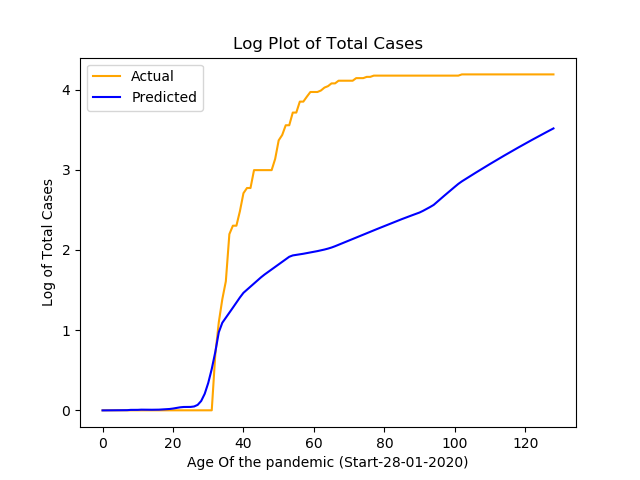 Log Plot of Total Cases
Actual
Predicted
4
3
2
1
0
Log of Total Cases
0 20 40 60 80 100 120
Age Of the pandemic (Start-28-01-2020)